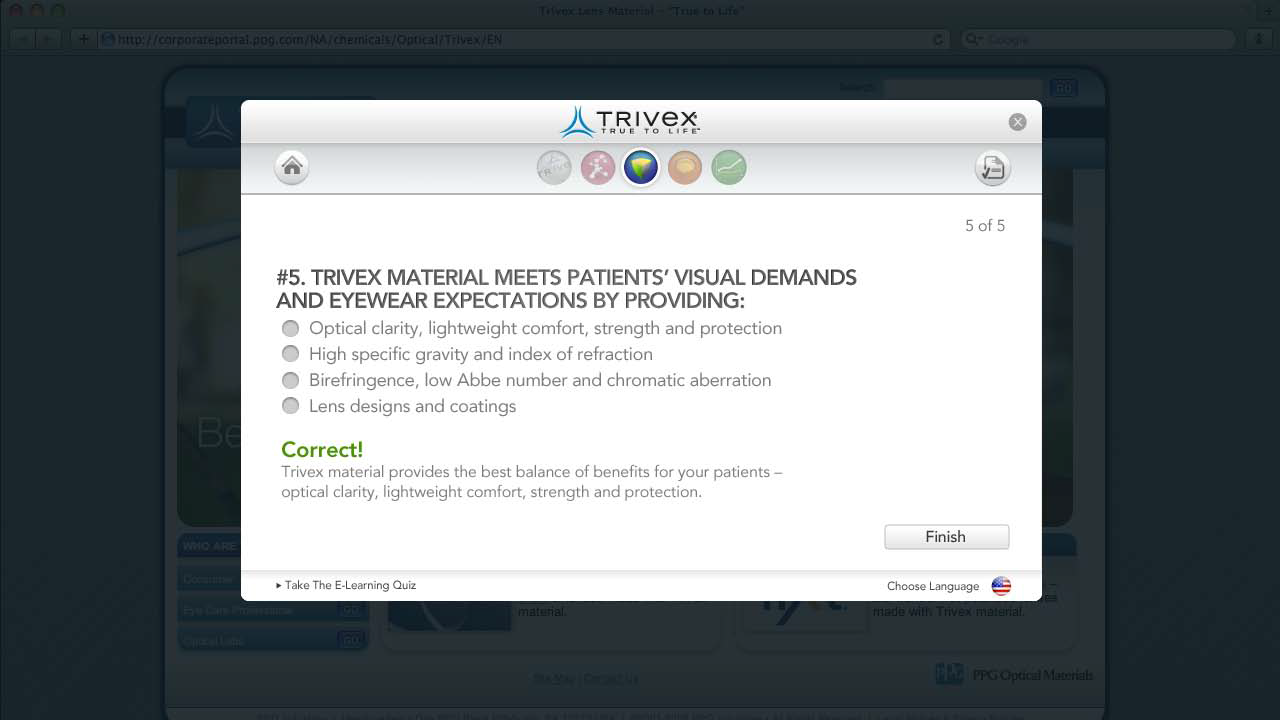 Trivex Lens Material – "True to Life"
http://corporateportal.ppg.com/NA/chemicals/Optical/Trivex/EN
Google
Search
GO
TRIVEX
TRUE TO LIFE™
5 of 5
#5. TRIVEX MATERIAL MEETS PATIENTS’ VISUAL DEMANDS
AND EYEWEAR EXPECTATIONS BY PROVIDING:
Optical clarity, lightweight comfort, strength and protection
High specific gravity and index of refraction
Birefringence, low Abbe number and chromatic aberration
Lens designs and coatings
Be
Correct!
Trivex material provides the best balance of benefits for your patients –
optical clarity, lightweight comfort, strength and protection.
Finish
WHO ARE
Consumer
Take The E-Learning Quiz
Choose Language
Eye Care Professional GO
material.
made with Trivex material.
Optical Labs GO
Site Map | Contact Us
PPG PPG Optical Materials